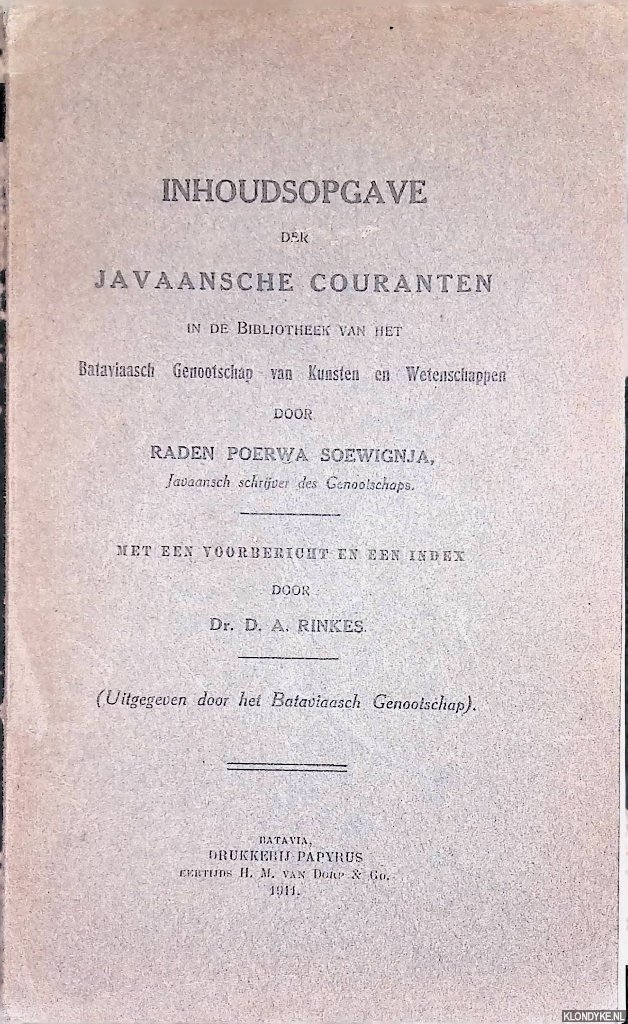 INHOUDSOPGAVE
DER
JAVAANSCHE COURANTEN
IN DE BIBLIOTHEEK VAN HET
Bataviaasch Genootschap van Kunsten en Wetenschappen
DOOR
RADEN POERWA SOEWIGNJA,
Javaansch schrijver des Genootschaps.
MET EEN VOORBERICHT EN EEN INDEX
DOOR
Dr. D. A. RINKES.
(Uitgegeven door het Bataviaasch Genootschap).
BATAVIA,
DRUKKERIJ PAPYRUS
EERTIJDS H. M. VAN DORP & Co.
1911.
KLONDYKE.NL